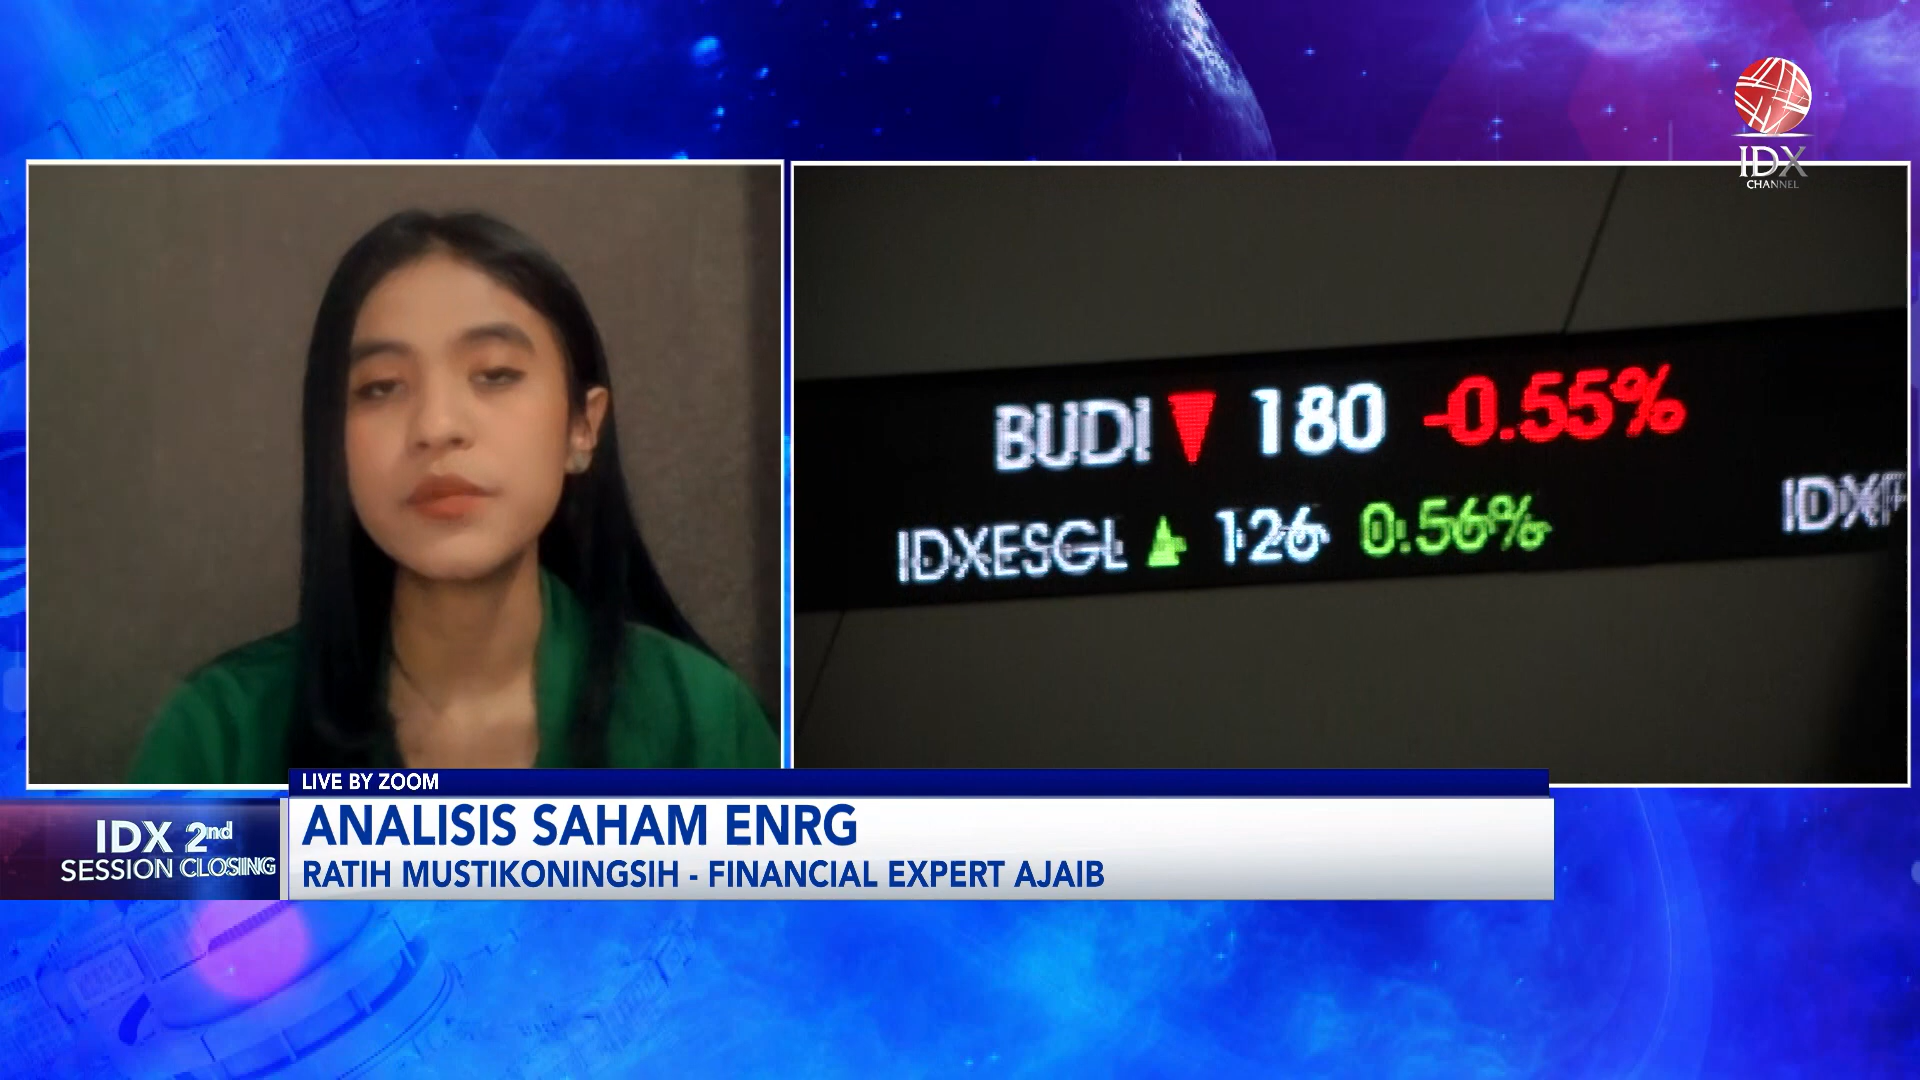 IDX
CHANNEL
BUDI ▼ 180 -0.55%
IDXESGL ▲ 126 0.56%
LIVE BY ZOOM
ANALISIS SAHAM ENRG
RATIH MUSTIKONINGSIH - FINANCIAL EXPERT AJAIB
IDX 2nd
SESSION CLOSING